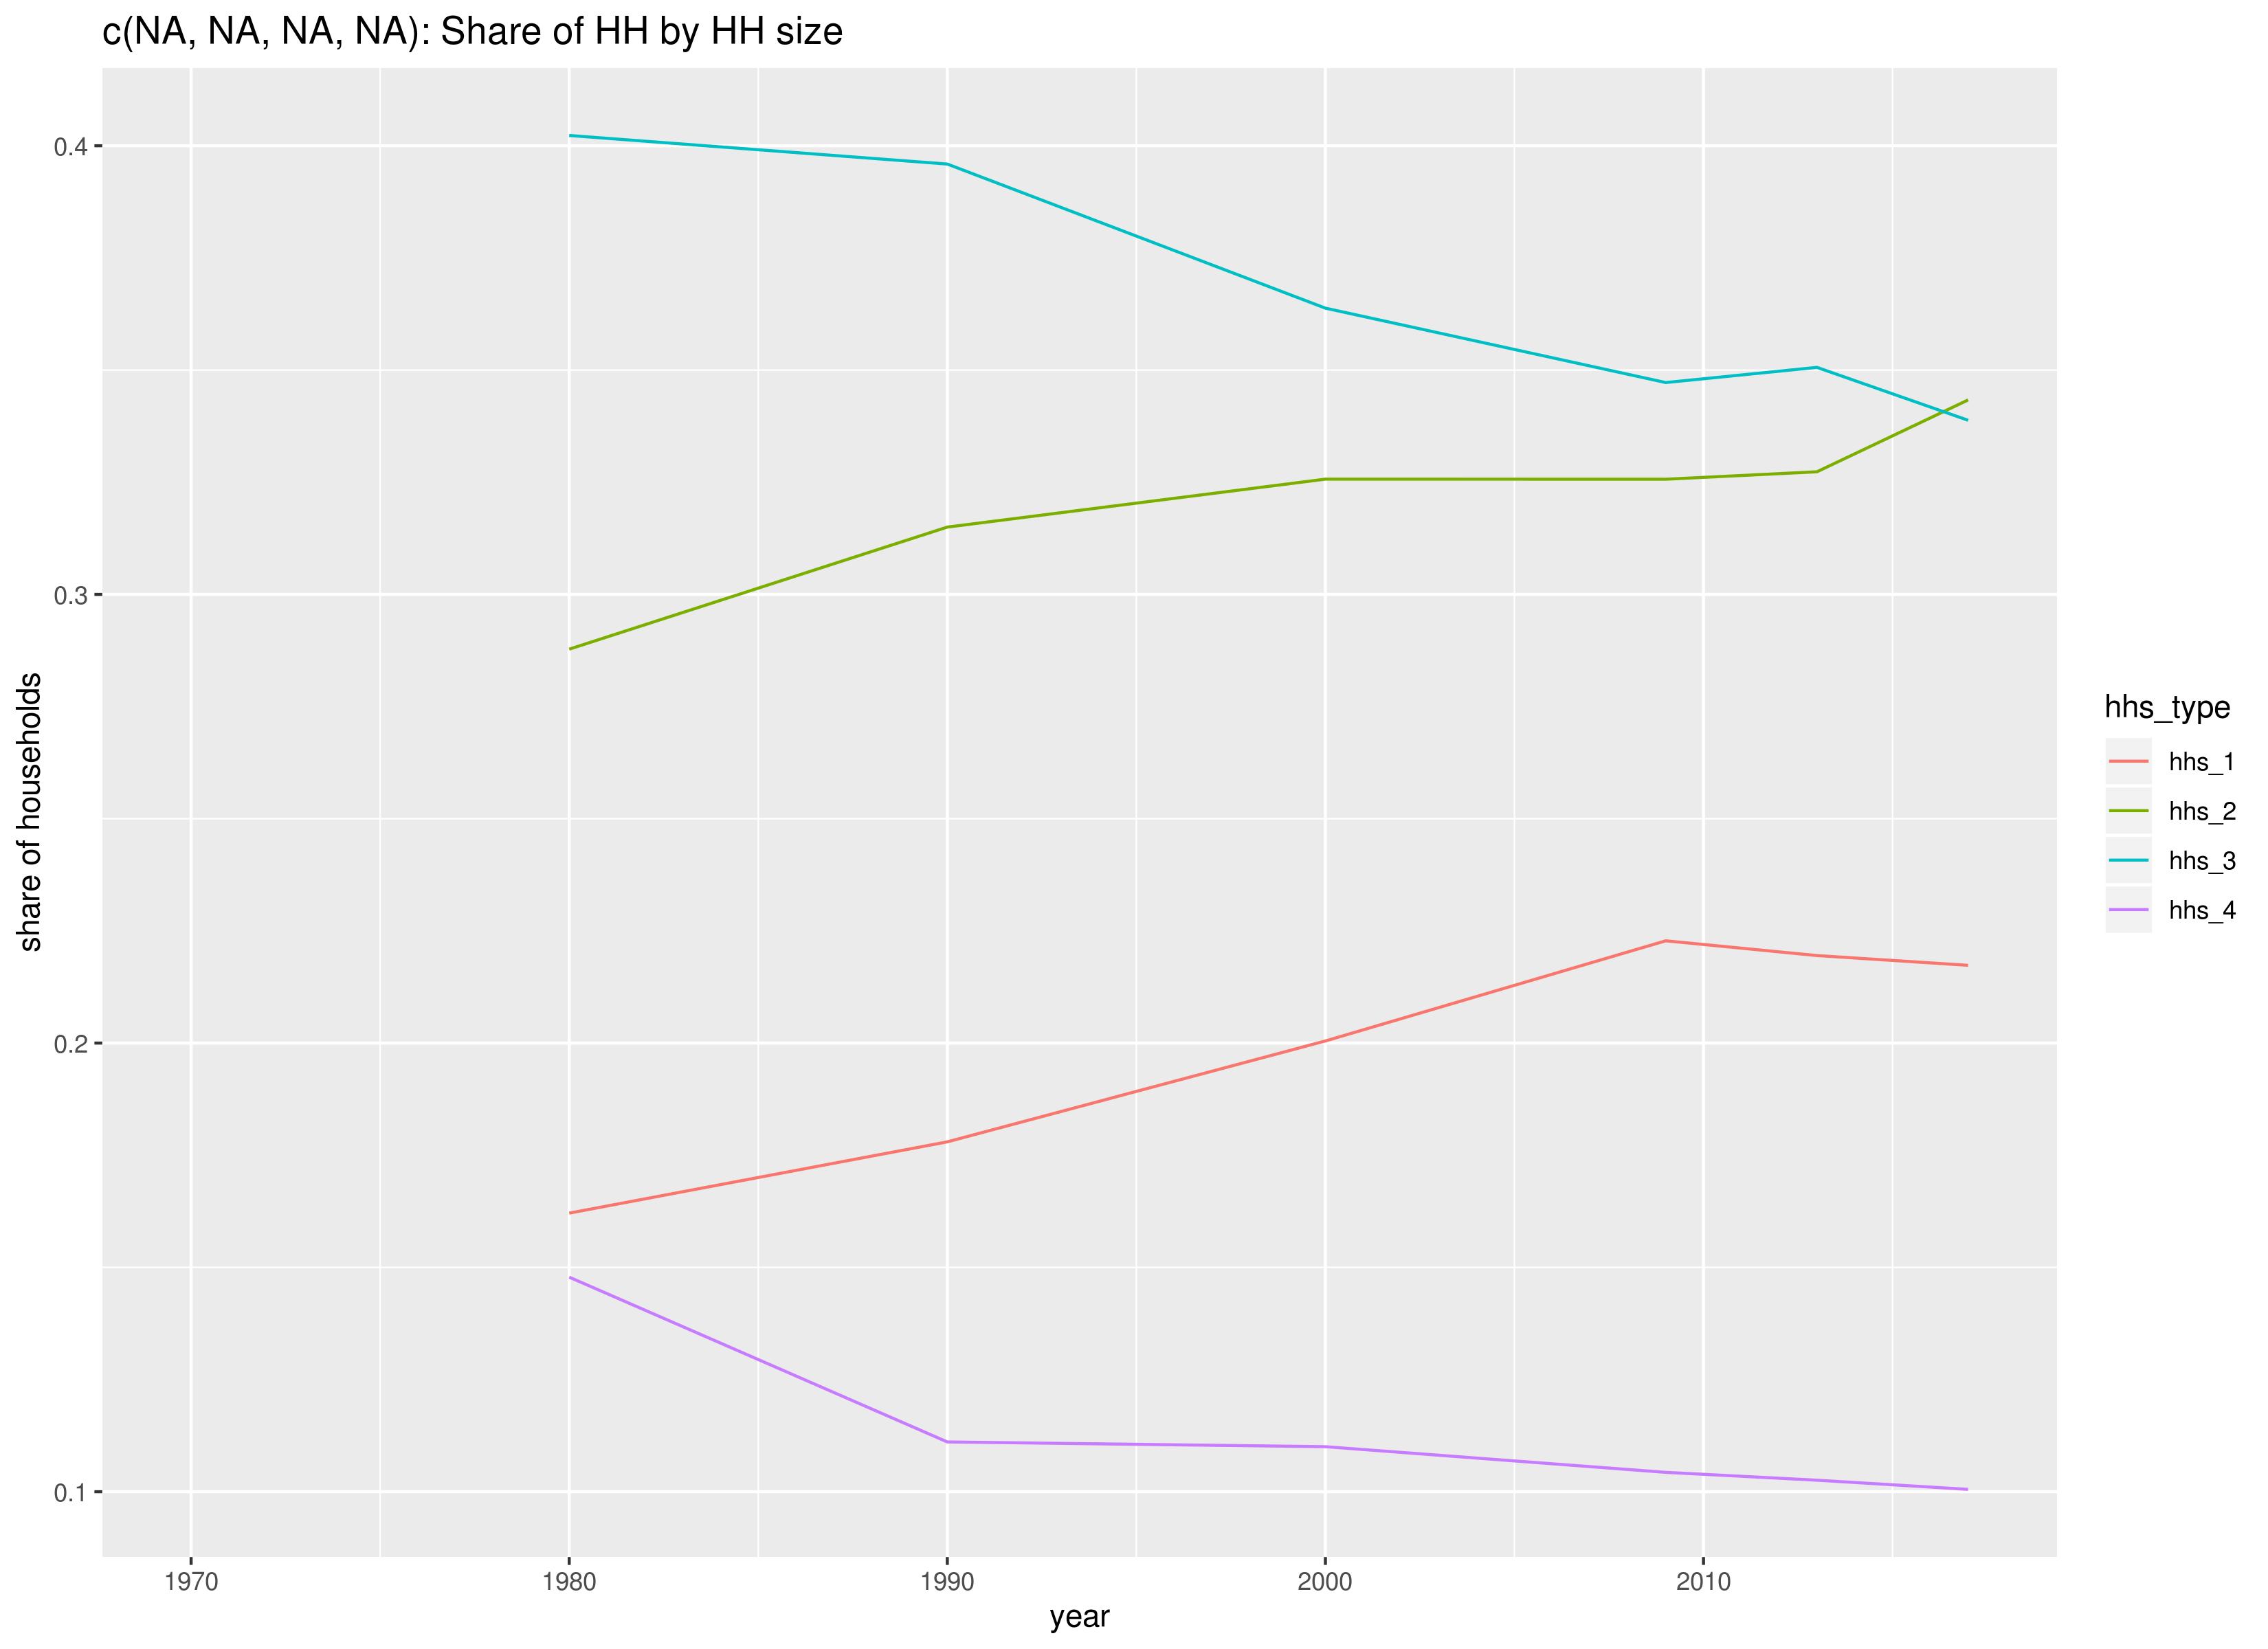 c(NA, NA, NA, NA): Share of HH by HH size
0.4
0.3
0.2
0.1
share of households
1970
1980
1990
2000
2010
year
hhs_type
hhs_1
hhs_2
hhs_3
hhs_4